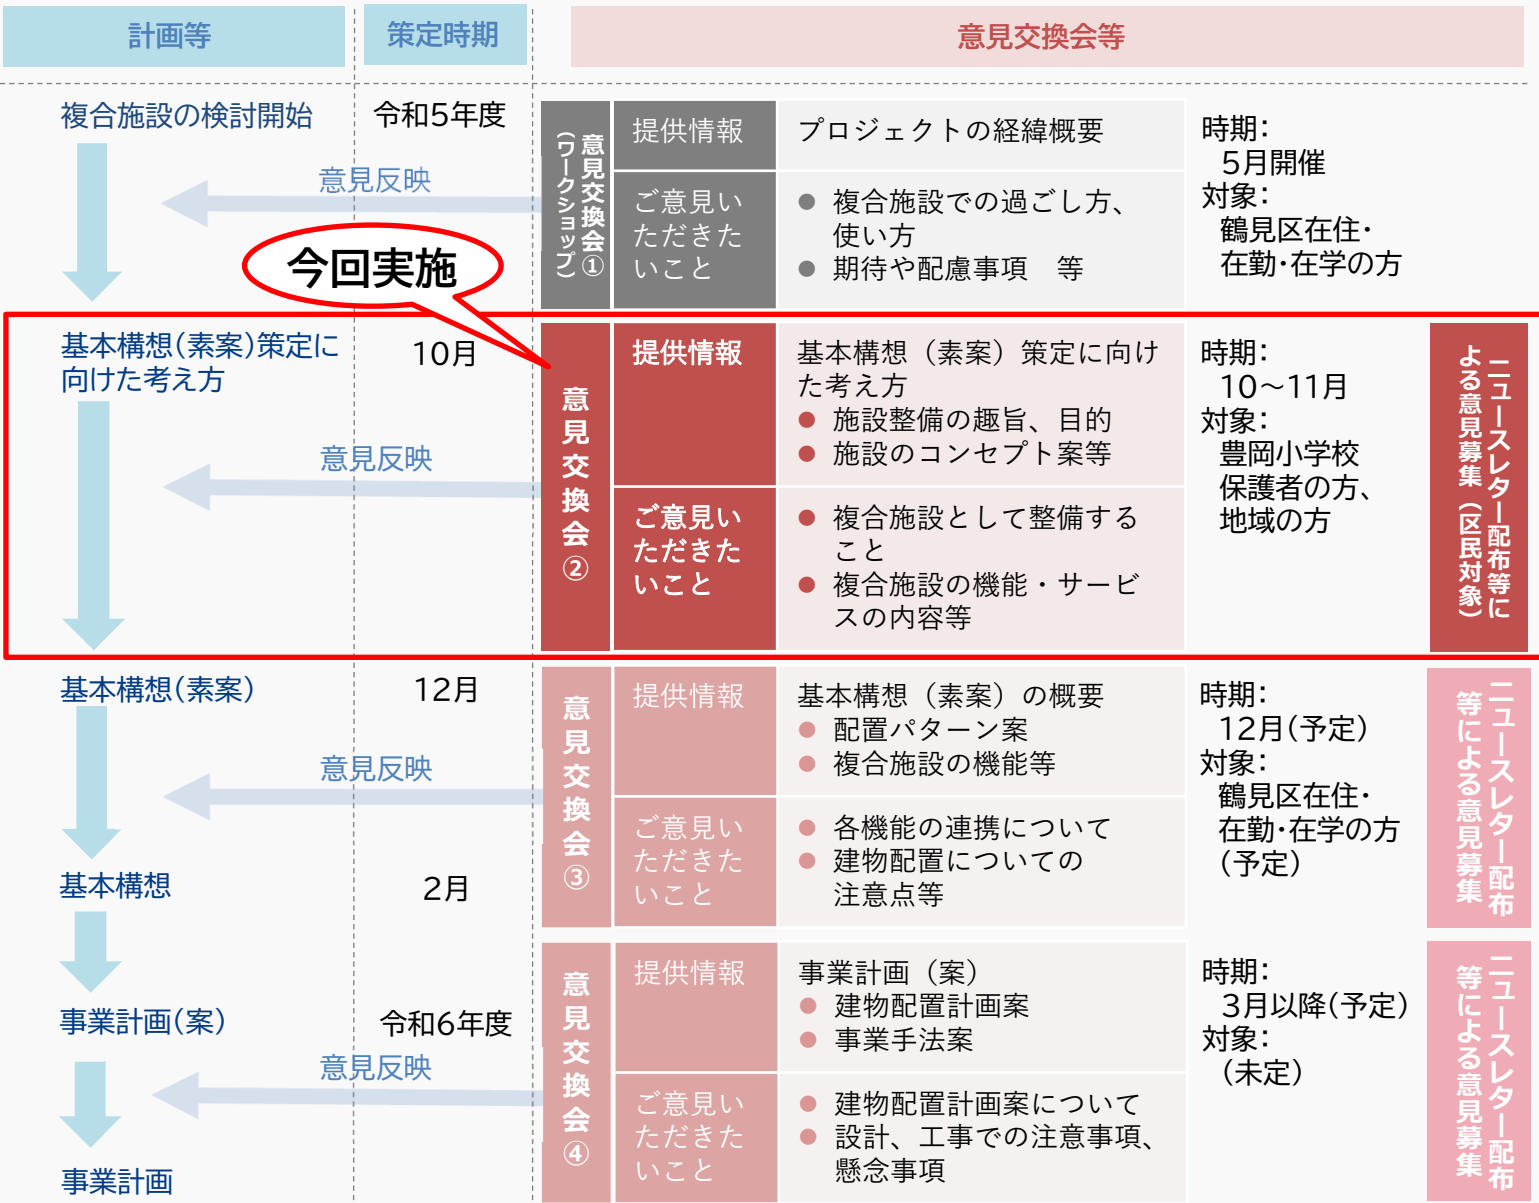 計画等
策定時期
意見交換会等
複合施設の検討開始
令和5年度
意見反映
意見交換会①
(ワークショップ)
提供情報
プロジェクトの経緯概要
ご意見い
ただきた
いこと
● 複合施設での過ごし方、
使い方
● 期待や配慮事項　等
時期：
5月開催
対象：
鶴見区在住・
在勤・在学の方
今回実施
基本構想(素案)策定に
向けた考え方
10月
意見反映
意見交換会②
提供情報
基本構想（素案）策定に向け
た考え方
● 施設整備の趣旨、目的
● 施設のコンセプト案等
ご意見い
ただきた
いこと
● 複合施設として整備する
こと
● 複合施設の機能・サービ
スの内容等
時期：
10～11月
対象：
豊岡小学校
保護者の方、
地域の方
ニュースレター配布等に
よる意見募集（区民対象）
基本構想(素案)
12月
意見反映
基本構想
2月
意見交換会③
提供情報
基本構想（素案）の概要
● 配置パターン案
● 複合施設の機能等
ご意見い
ただきた
いこと
● 各機能の連携について
● 建物配置についての
注意点等
時期：
12月(予定)
対象：
鶴見区在住・
在勤・在学の方
(予定)
ニュースレター配布
等による意見募集
事業計画(案)
令和6年度
意見反映
事業計画
意見交換会④
提供情報
事業計画（案）
● 建物配置計画案
● 事業手法案
ご意見い
ただきた
いこと
● 建物配置計画案について
● 設計、工事での注意事項、
懸念事項
時期：
3月以降(予定)
対象：
(未定)
ニュースレター配布
等による意見募集